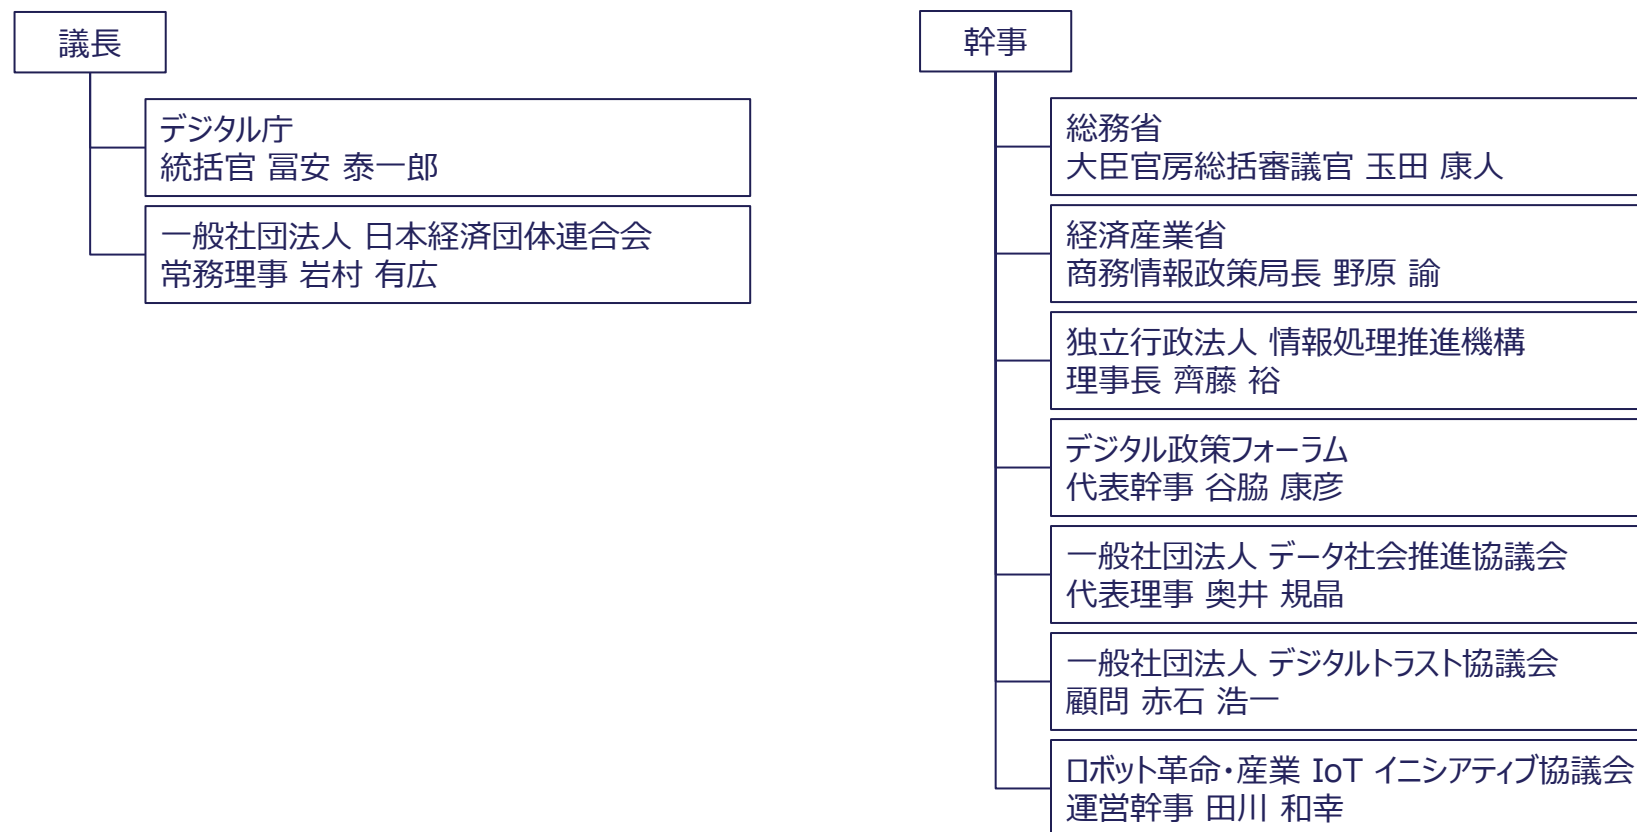 議長
デジタル庁
統括官 冨安 泰一郎
一般社団法人 日本経済団体連合会
常務理事 岩村 有広
幹事
総務省
大臣官房総括審議官 玉田 康人
経済産業省
商務情報政策局長 野原 諭
独立行政法人 情報処理推進機構
理事長 齊藤 裕
デジタル政策フォーラム
代表幹事 谷脇 康彦
一般社団法人 データ社会推進協議会
代表理事 奥井 規晶
一般社団法人 デジタルトラスト協議会
顧問 赤石 浩一
ロボット革命・産業 IoT イニシアティブ協議会
運営幹事 田川 和幸